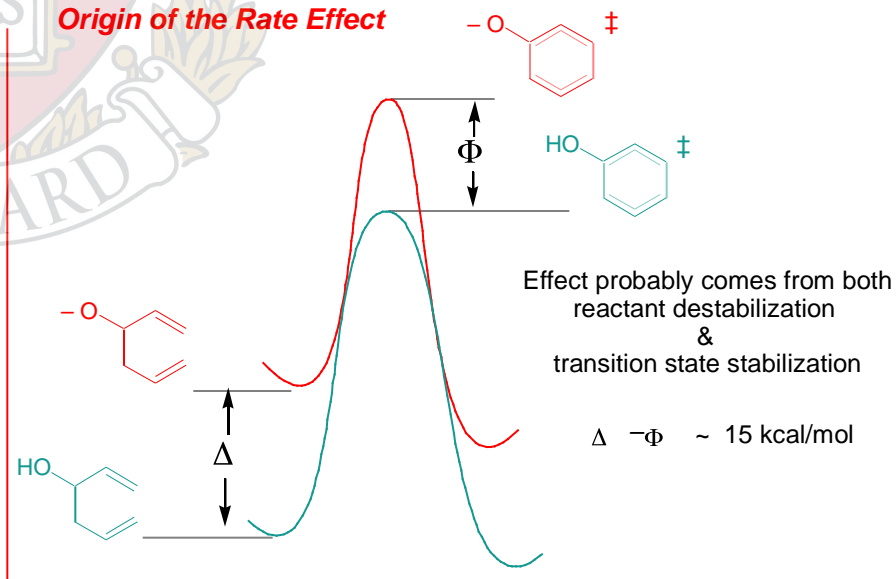 Origin of the Rate Effect
– O
‡
Φ
HO
‡
Effect probably comes from both
reactant destabilization
&
transition state stabilization
– O
Δ –Φ ~ 15 kcal/mol
Δ
HO
ARD